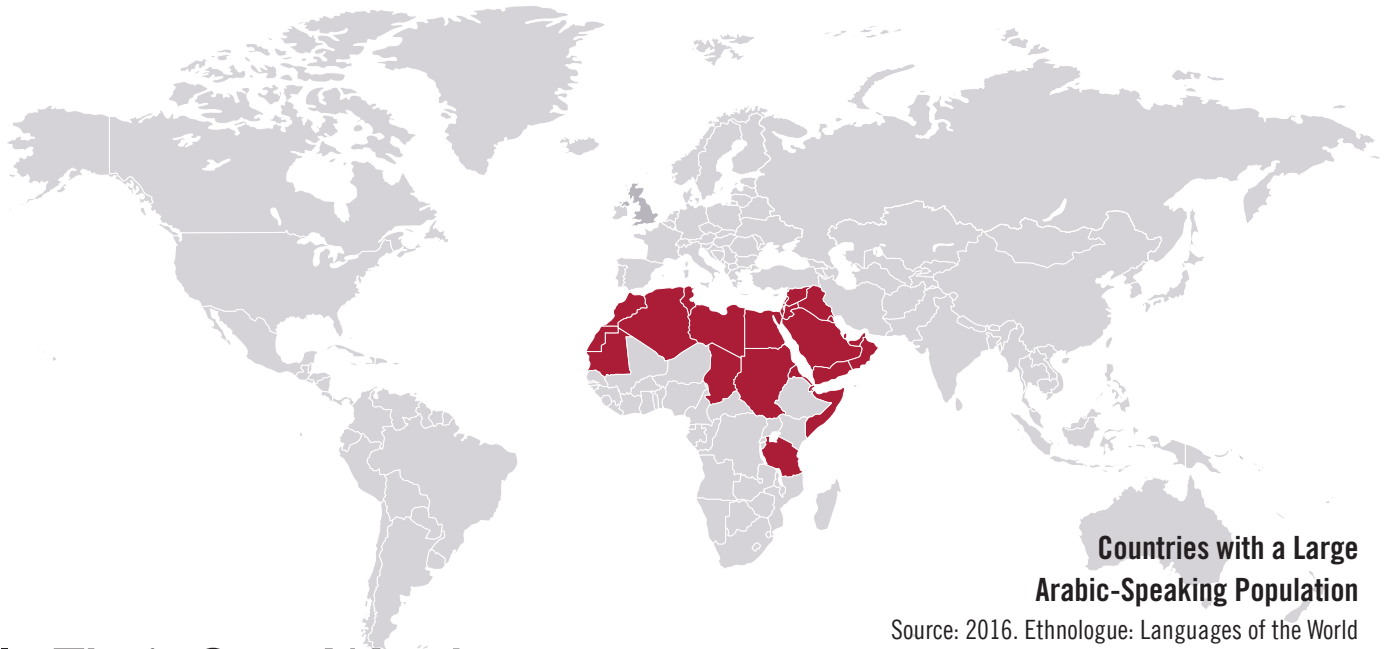 Countries with a Large
Arabic-Speaking Population
Source: 2016. Ethnologue: Languages of the World